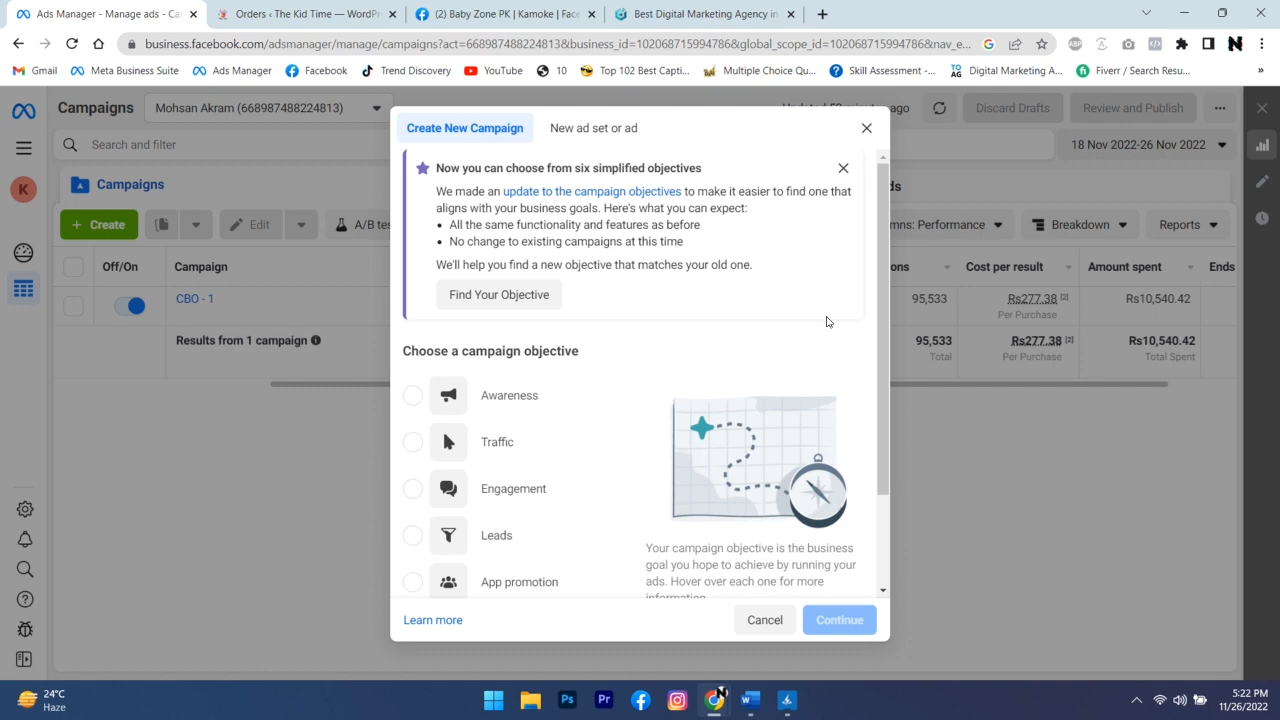 Ads Manager - Manage ads - Ca
Orders ‹ The Kid Time — WordP
(2) Baby Zone PK | Kamoke | Fac
Best Digital Marketing Agency in
business.facebook.com/adsmanager/manage/campaigns?act=668987488224813&business_id=102068715994786&global_scope_id=1020687159947866&nav_e...
Gmail
Meta Business Suite
Ads Manager
Facebook
Trend Discovery
YouTube
10
Top 102 Best Capti...
Multiple Choice Qu...
Skill Assessment -...
Digital Marketing A...
Fiverr / Search Resu...
»
Campaigns
Mohsan Akram (668987488224813)
ago
Discard Drafts
Review and Publish
Search and filter
18 Nov 2022-26 Nov 2022
K
Campaigns
ds
+ Create
Edit
A/B tes
mns: Performance
Breakdown
Reports
Off/On
Campaign
ons
Cost per result
Amount spent
Ends
CBO - 1
95,533
Rs277.38 [2]
Rs10,540.42
Per Purchase
Results from 1 campaign
95,533
Rs277.38 [2]
Rs10,540.42
Total
Per Purchase
Total Spent
Create New Campaign
New ad set or ad
Now you can choose from six simplified objectives
We made an update to the campaign objectives to make it easier to find one that
aligns with your business goals. Here's what you can expect:
• All the same functionality and features as before
• No change to existing campaigns at this time
We'll help you find a new objective that matches your old one.
Find Your Objective
Choose a campaign objective
Awareness
Traffic
Engagement
Leads
App promotion
Your campaign objective is the business
goal you hope to achieve by running your
ads. Hover over each one for more
information.
Learn more
Cancel
Continue
24°C
Haze
5:22 PM
11/26/2022